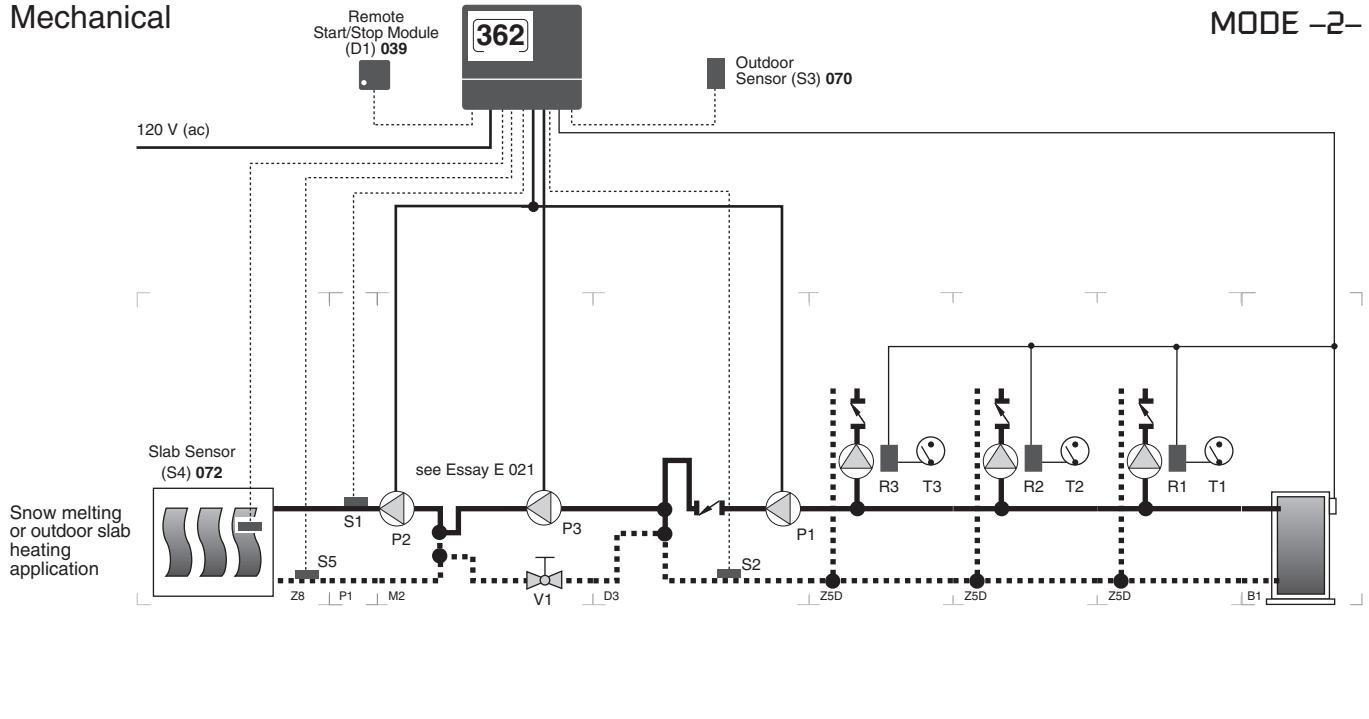 Mechanical
MODE –2–
Remote
Start/Stop Module
(D1) 039
362
Outdoor
Sensor (S3) 070
120 V (ac)
Slab Sensor
(S4) 072
see Essay E 021
Snow melting
or outdoor slab
heating
application
S1
P2
P3
P1
R3
T3
R2
T2
R1
T1
S5
S2
V1
Z8
P1
M2
D3
Z5D
Z5D
Z5D
B1